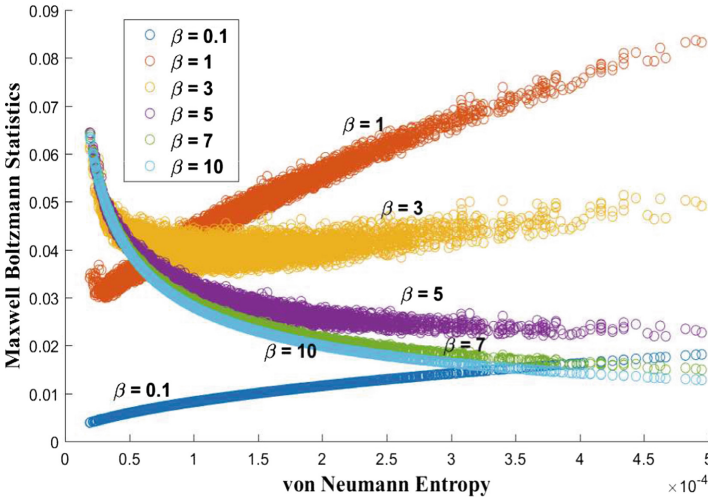 0.09
0.08
0.07
0.06
0.05
0.04
0.03
0.02
0.01
0
Maxwell Boltzmann Statistics
β = 0.1
β = 1
β = 3
β = 5
β = 7
β = 10
β = 1
β = 3
β = 5
β = 7
β = 10
β = 0.1
0 0.5 1 1.5 2 2.5 3 3.5 4 4.5 5
×10⁻⁴
von Neumann Entropy